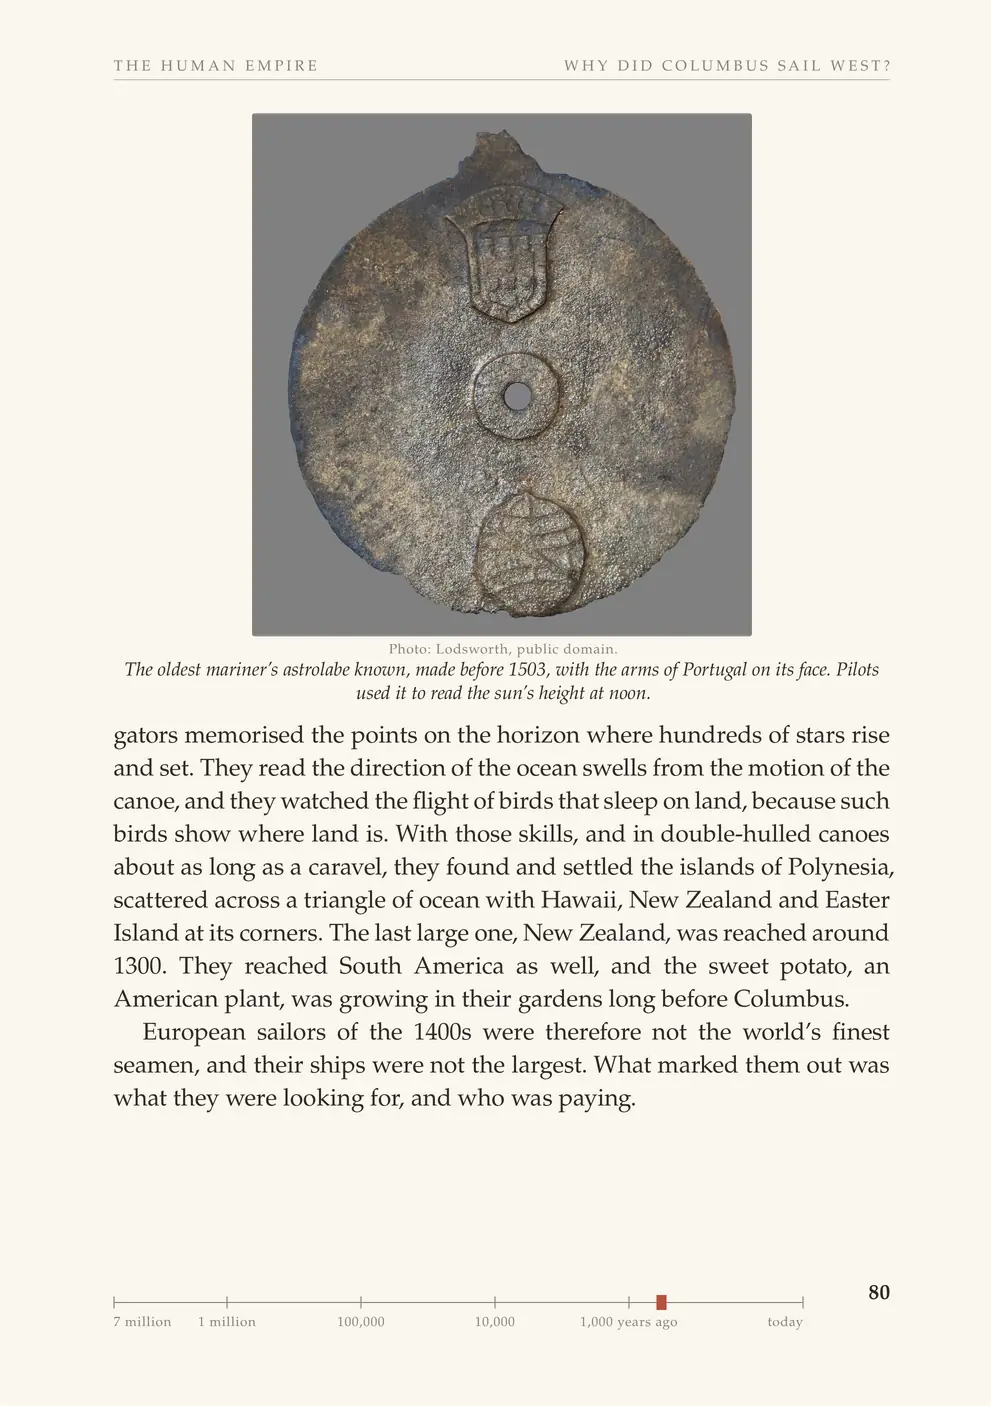 THE HUMAN EMPIRE
WHY DID COLUMBUS SAIL WEST?
Photo: Lodsworth, public domain.
The oldest mariner’s astrolabe known, made before 1503, with the arms of Portugal on its face. Pilots
used it to read the sun’s height at noon.
gators memorised the points on the horizon where hundreds of stars rise
and set. They read the direction of the ocean swells from the motion of the
canoe, and they watched the flight of birds that sleep on land, because such
birds show where land is. With those skills, and in double-hulled canoes
about as long as a caravel, they found and settled the islands of Polynesia,
scattered across a triangle of ocean with Hawaii, New Zealand and Easter
Island at its corners. The last large one, New Zealand, was reached around
1300. They reached South America as well, and the sweet potato, an
American plant, was growing in their gardens long before Columbus.
European sailors of the 1400s were therefore not the world’s finest
seamen, and their ships were not the largest. What marked them out was
what they were looking for, and who was paying.
80
7 million 1 million 100,000 10,000 1,000 years ago today